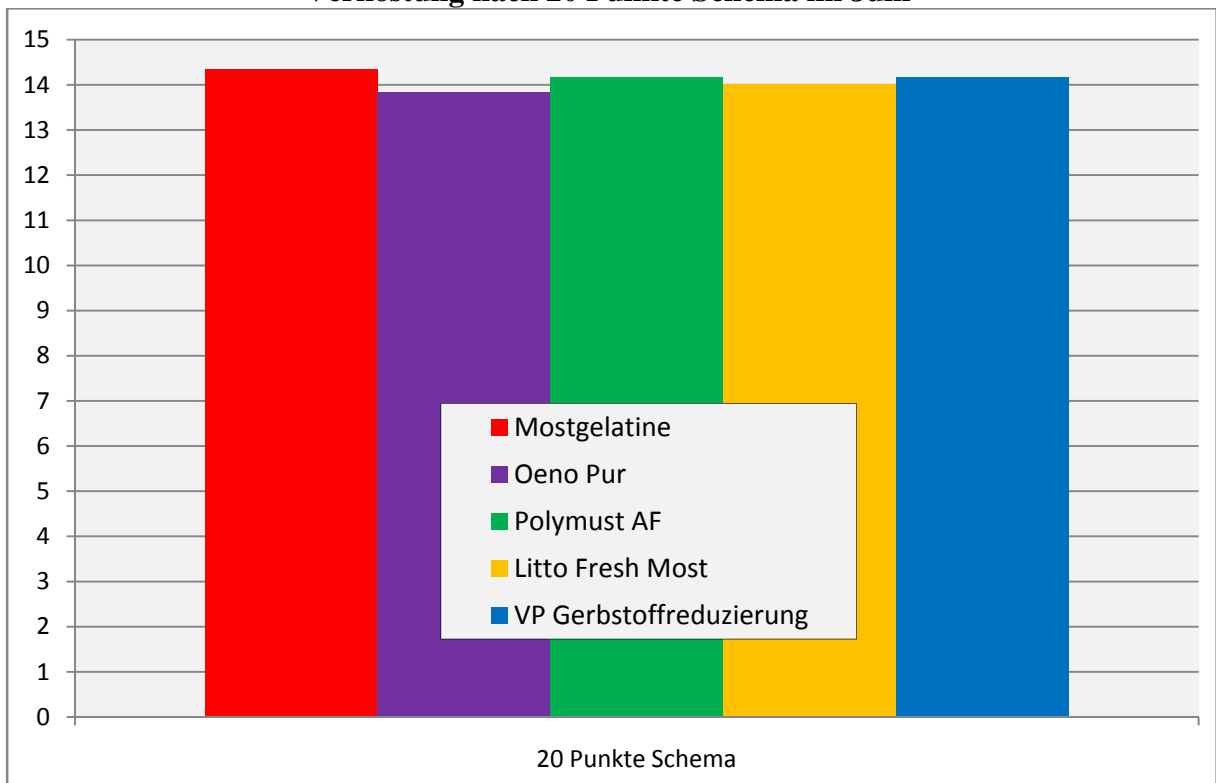 15
14
13
12
11
10
9
8
7
6
5
4
3
2
1
0
Mostgelatine
Oeno Pur
Polymust AF
Litto Fresh Most
VP Gerbstoffreduzierung
20 Punkte Schema